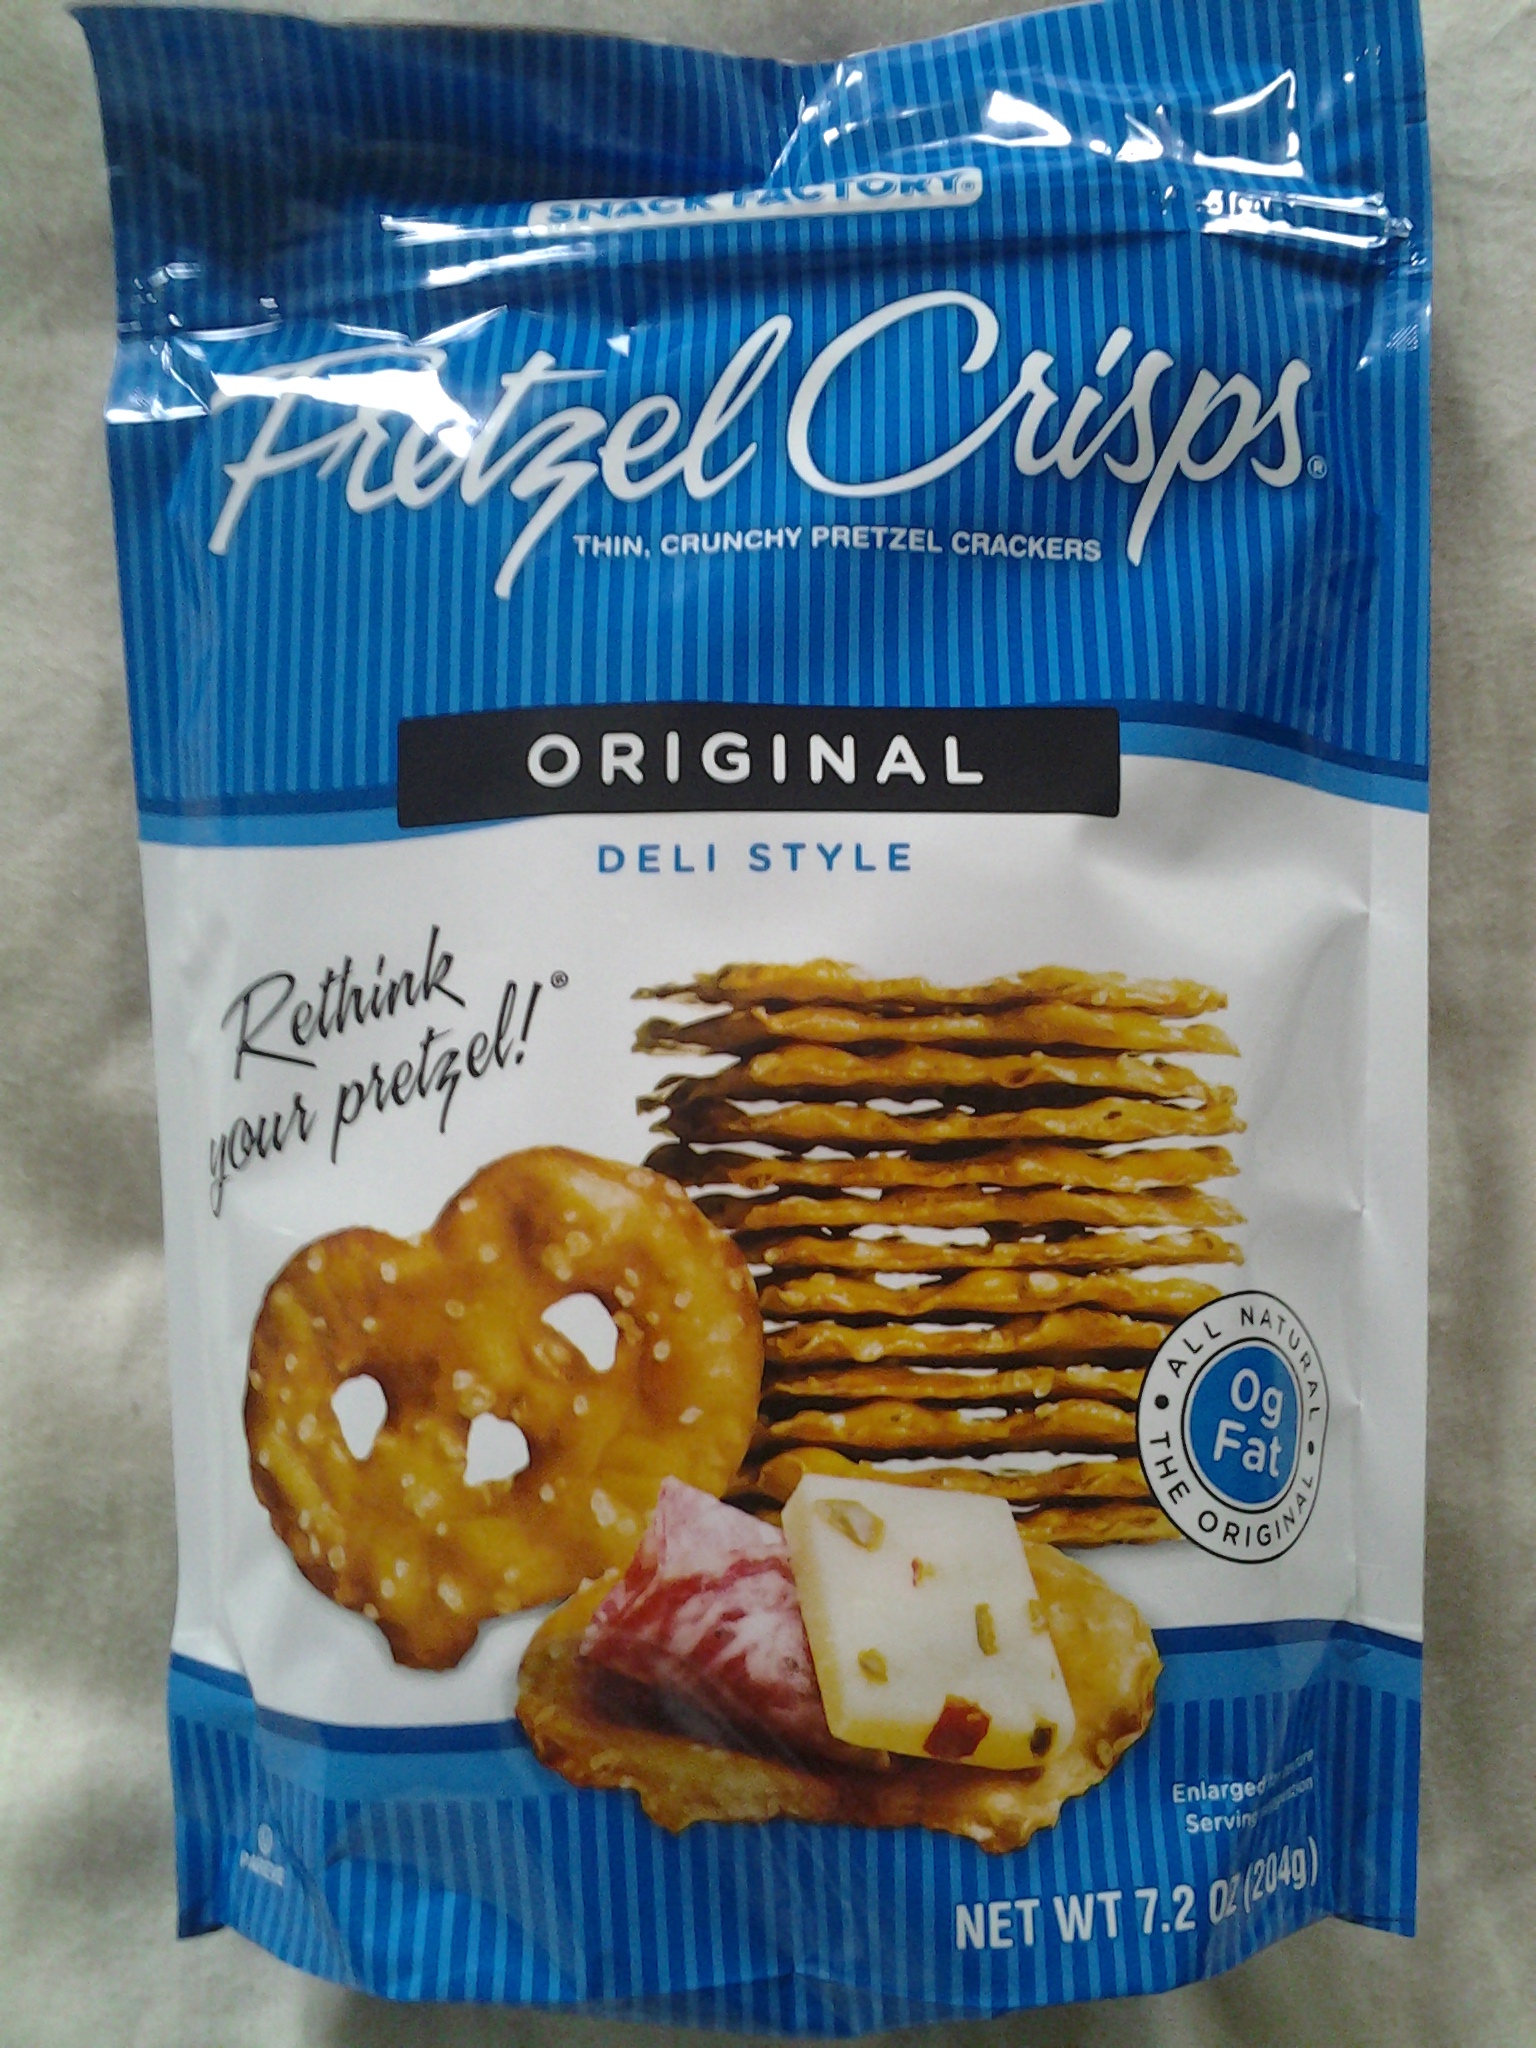 SNACK FACTORY®
Pretzel Crisps®
THIN, CRUNCHY PRETZEL CRACKERS
ORIGINAL
DELI STYLE
Rethink
your pretzel!®
ALL NATURAL • THE ORIGINAL •
0g
Fat
Enlarged
Serving
NET WT 7.2 OZ (204g)